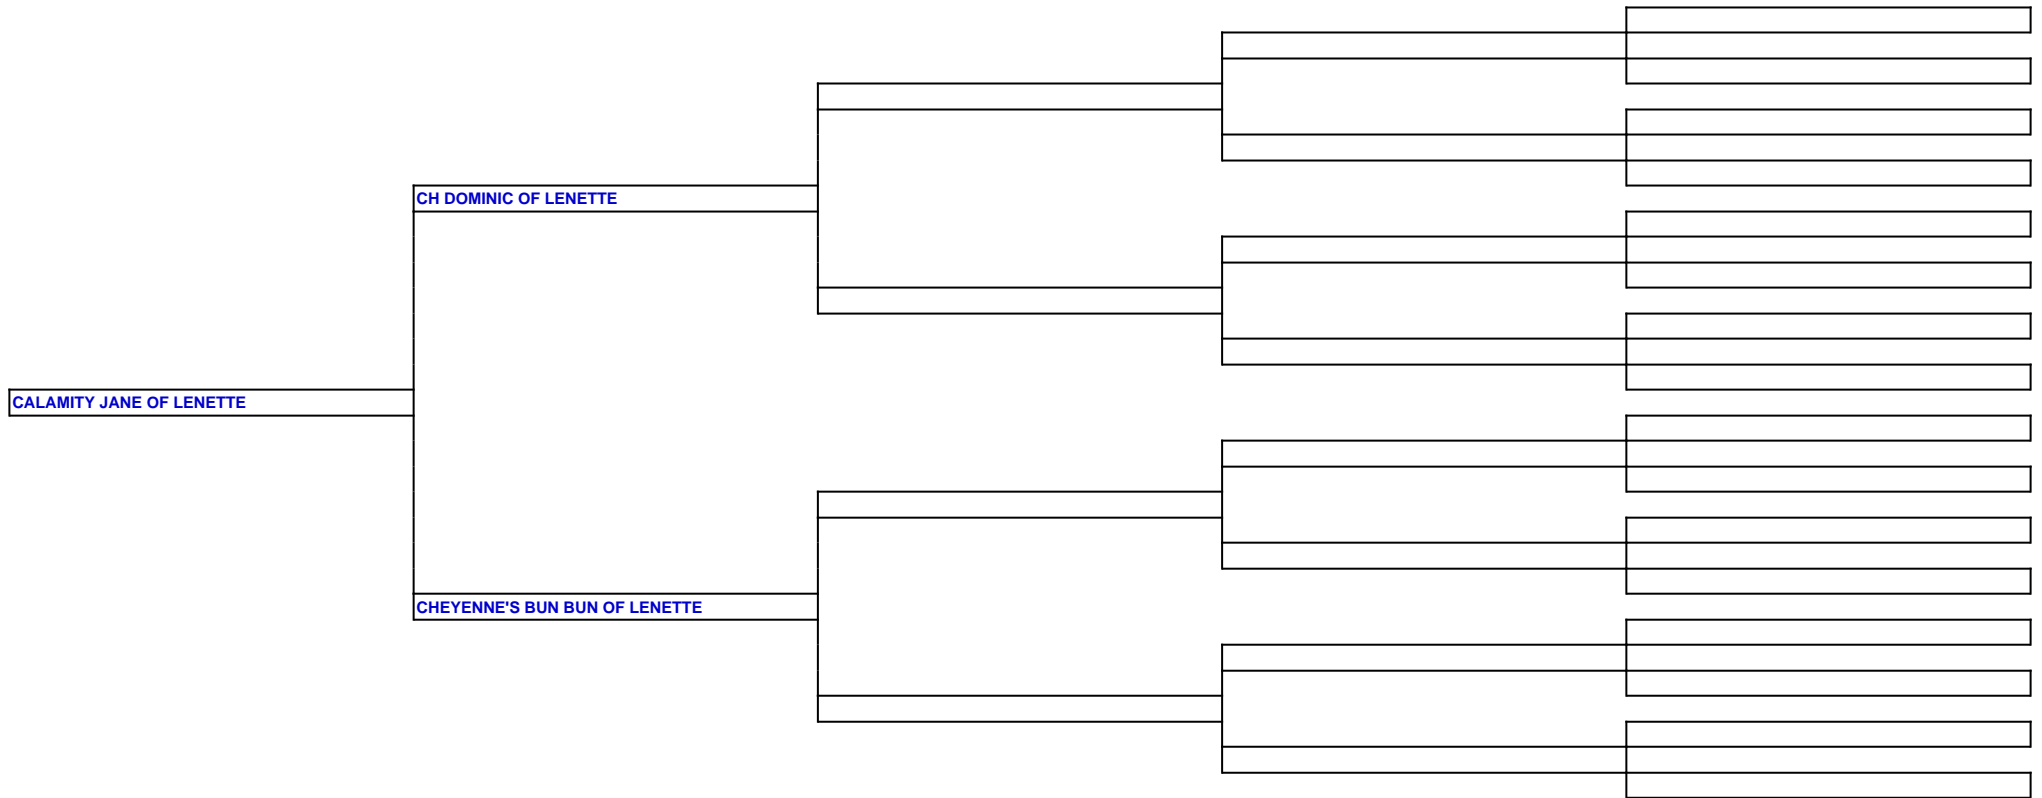 CH DOMINIC OF LENETTE
CALAMITY JANE OF LENETTE
CHEYENNE'S BUN BUN OF LENETTE